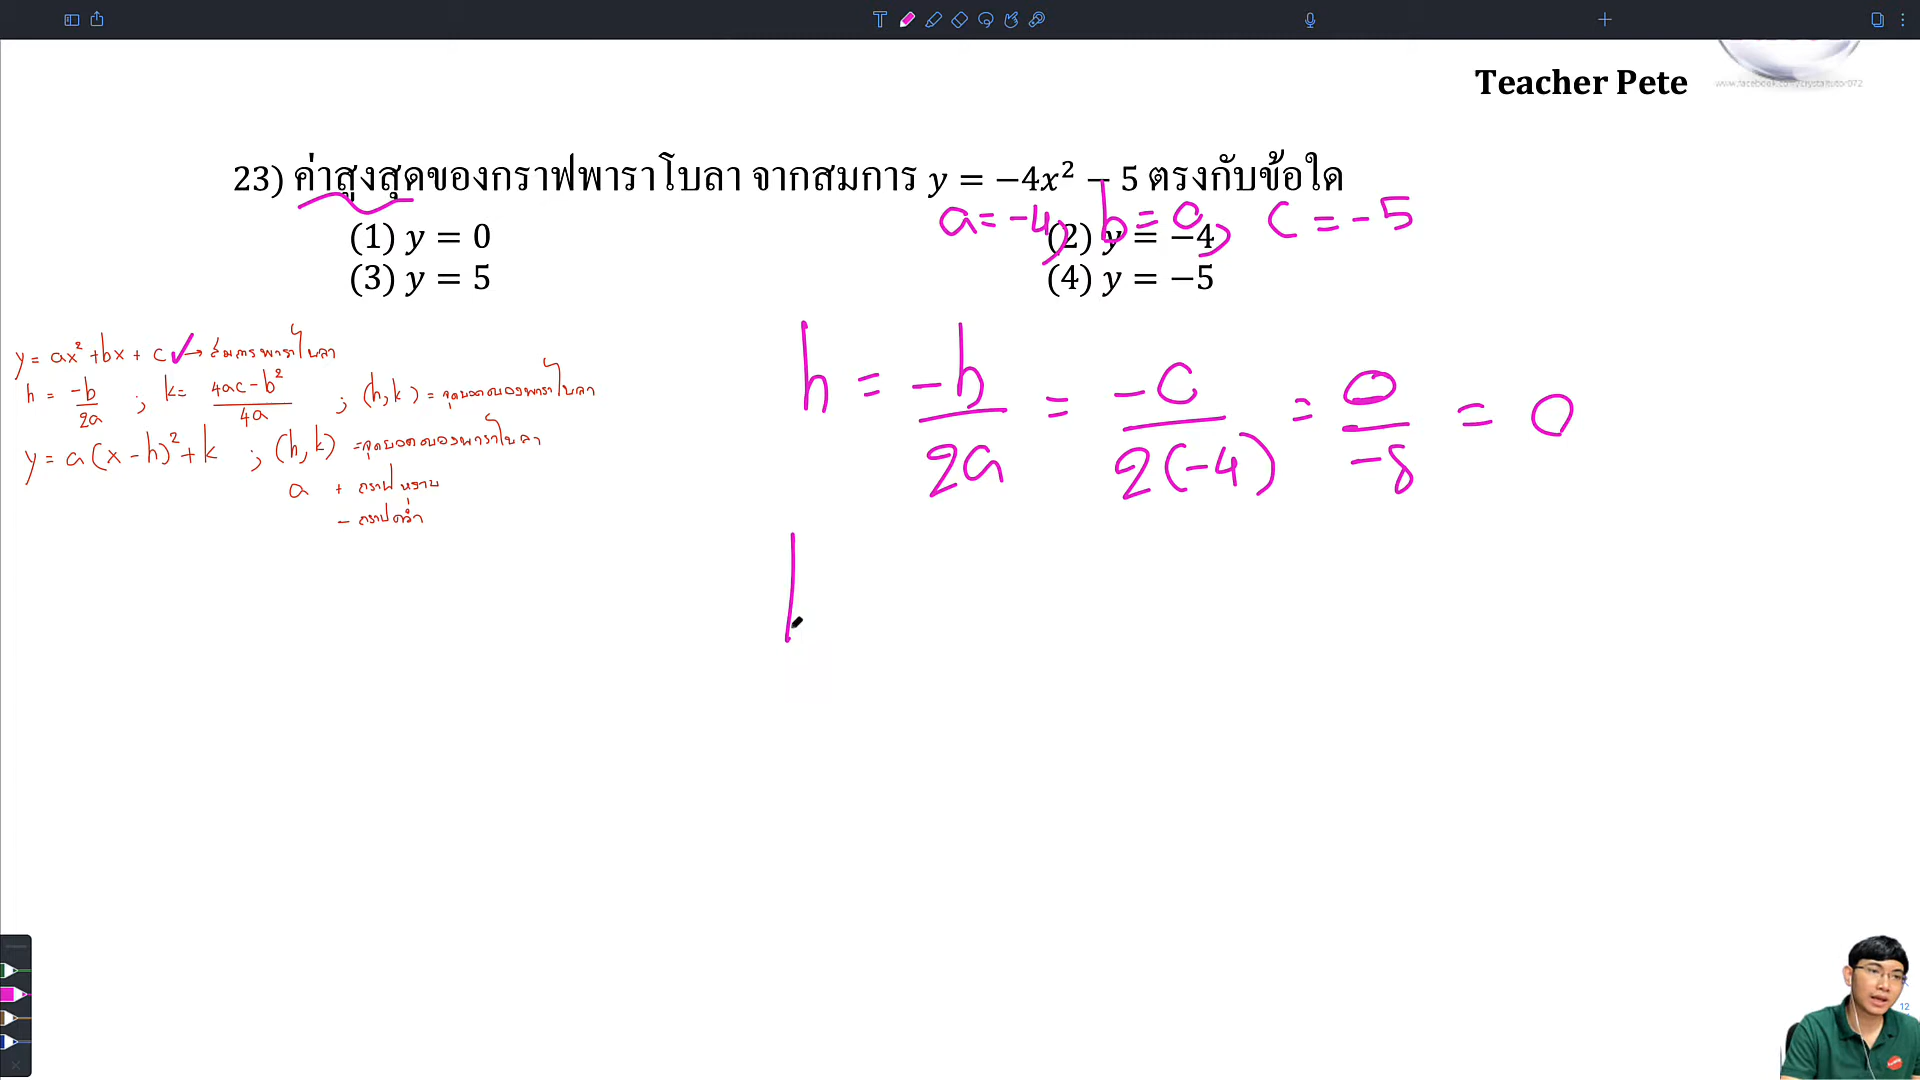 Teacher Pete
www.facebook.com/crystaltutor072
23) ค่าสูงสุดของกราฟพาราโบลา จากสมการ y = −4x² − 5 ตรงกับข้อใด
a = -4, b = 0, c = -5
(1) y = 0 (2) y = −4
(3) y = 5 (4) y = −5
y = ax² + bx + c ✓ → สมการพาราโบลา
h = -b/2a ; k = 4ac - b²/4a ; (h,k) = จุดยอดของพาราโบลา
y = a(x - h)² + k ; (h,k) = จุดยอดของพาราโบลา
a + กราฟหงาย
- กราฟคว่ำ
h = -b/2a = -0/2(-4) = 0/-8 = 0
12